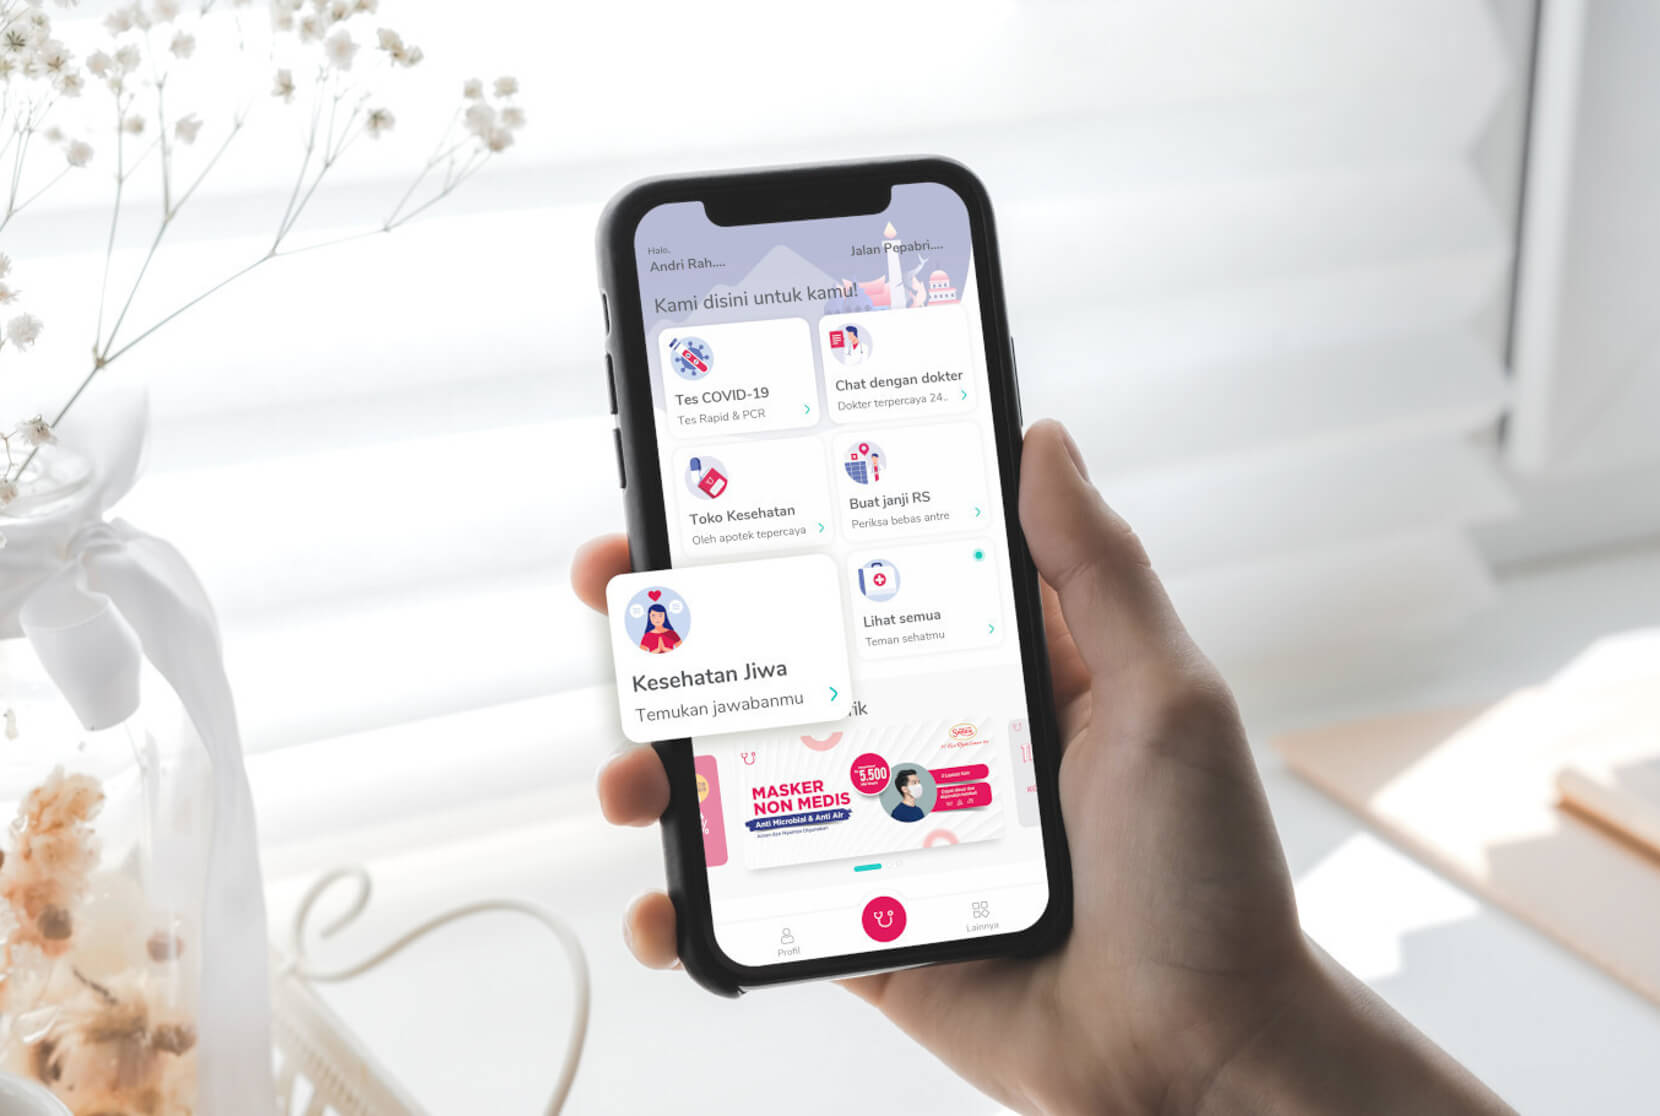 Halo,
Andri Rah....
Jalan Pepabri....
Kami disini untuk kamu!
Tes COVID-19
Tes Rapid & PCR
Chat dengan dokter
Dokter terpercaya 24..
Toko Kesehatan
Oleh apotek tepercaya
Buat janji RS
Periksa bebas antre
Kesehatan Jiwa
Temukan jawabanmu
Lihat semua
Teman sehatmu
rik
MASKER
NON MEDIS
Anti Microbial & Anti Air
5.500
Profil
Lainnya